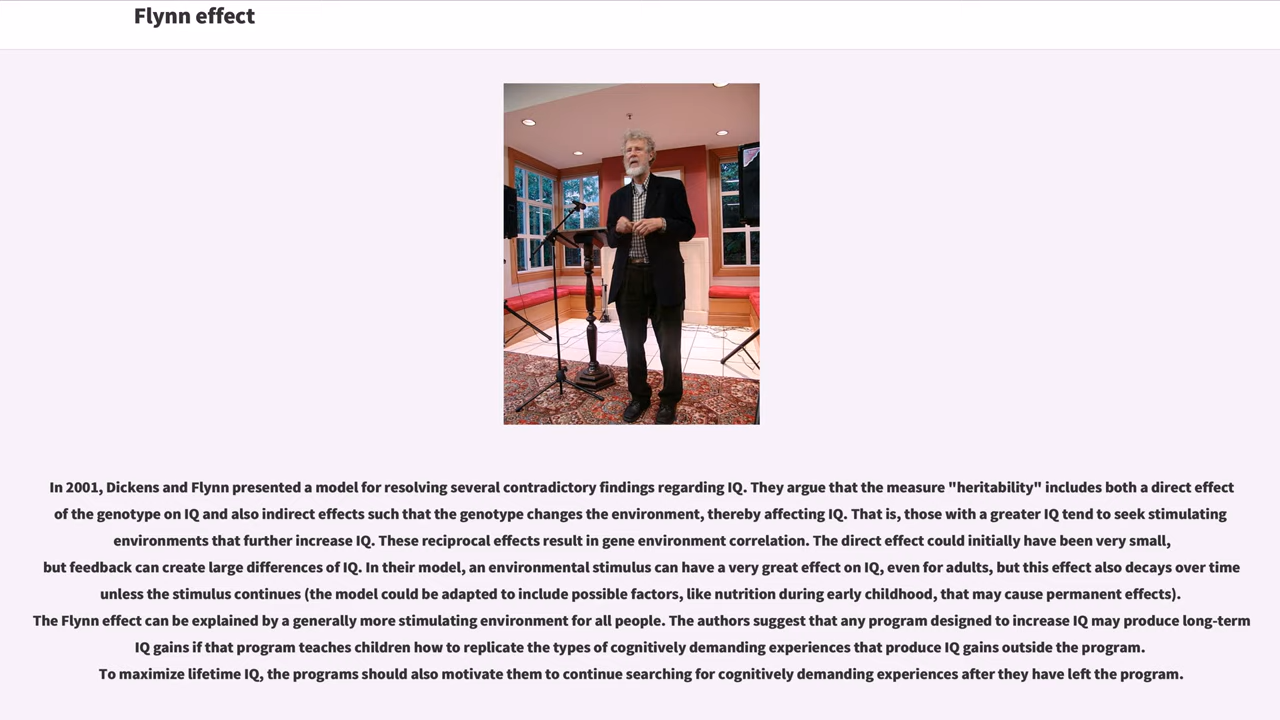 Flynn effect
In 2001, Dickens and Flynn presented a model for resolving several contradictory findings regarding IQ. They argue that the measure "heritability" includes both a direct effect
of the genotype on IQ and also indirect effects such that the genotype changes the environment, thereby affecting IQ. That is, those with a greater IQ tend to seek stimulating
environments that further increase IQ. These reciprocal effects result in gene environment correlation. The direct effect could initially have been very small,
but feedback can create large differences of IQ. In their model, an environmental stimulus can have a very great effect on IQ, even for adults, but this effect also decays over time
unless the stimulus continues (the model could be adapted to include possible factors, like nutrition during early childhood, that may cause permanent effects).
The Flynn effect can be explained by a generally more stimulating environment for all people. The authors suggest that any program designed to increase IQ may produce long-term
IQ gains if that program teaches children how to replicate the types of cognitively demanding experiences that produce IQ gains outside the program.
To maximize lifetime IQ, the programs should also motivate them to continue searching for cognitively demanding experiences after they have left the program.